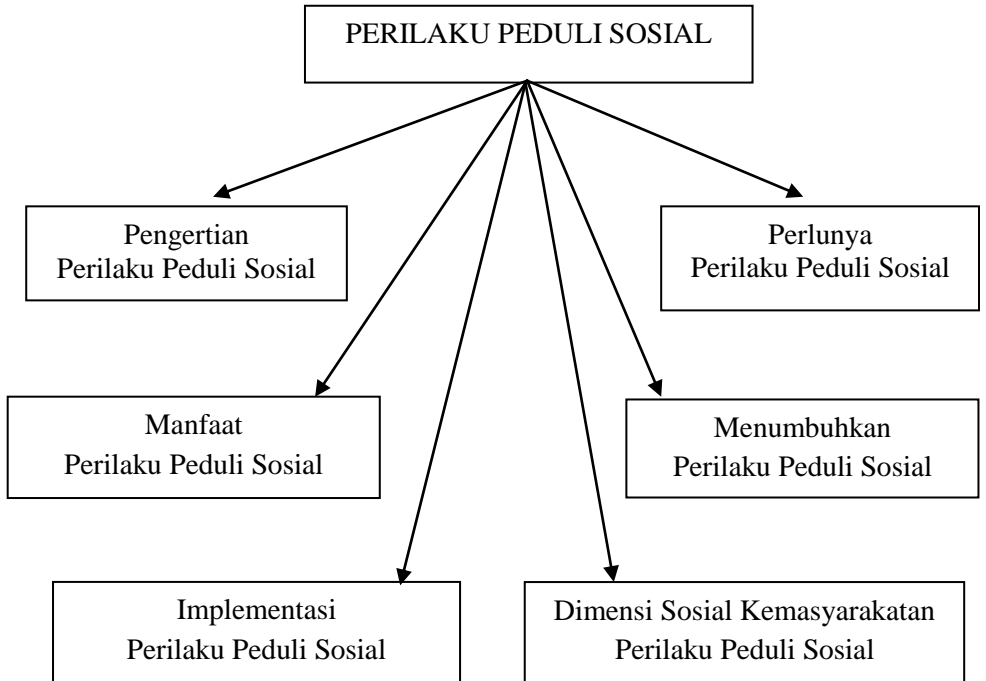 PERILAKU PEDULI SOSIAL
Pengertian
Perilaku Peduli Sosial
Perlunya
Perilaku Peduli Sosial
Manfaat
Perilaku Peduli Sosial
Menumbuhkan
Perilaku Peduli Sosial
Implementasi
Perilaku Peduli Sosial
Dimensi Sosial Kemasyarakatan
Perilaku Peduli Sosial